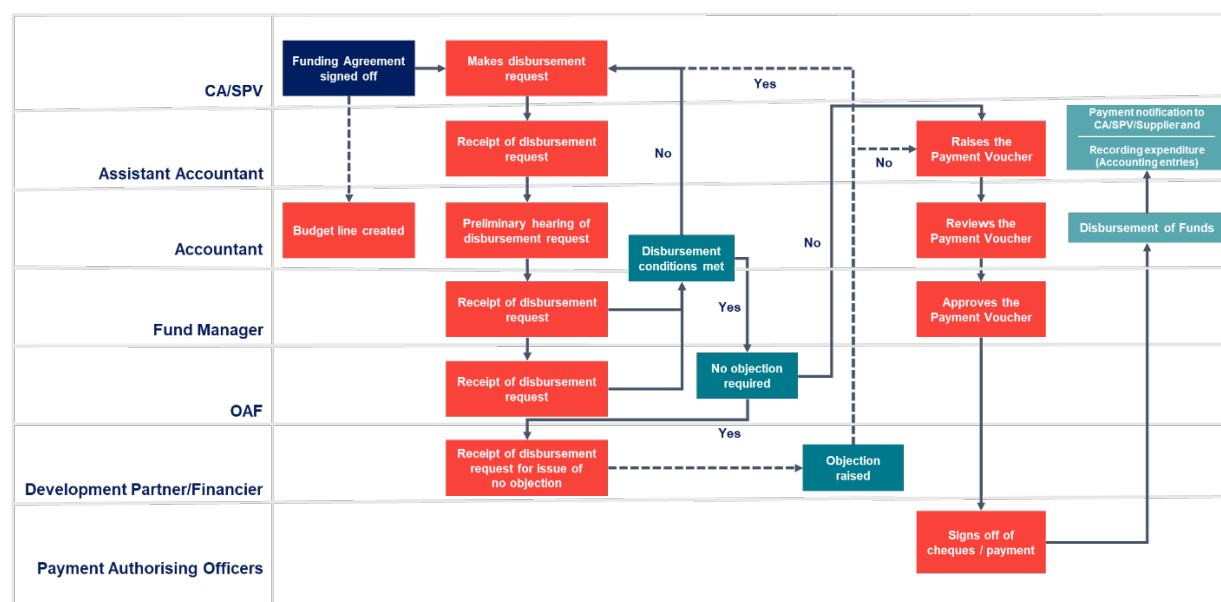 Funding Agreement
signed off
Makes disbursement
request
Yes
CA/SPV
Payment notification to
CA/SPV/Supplier and
Recording expenditure
(Accounting entries)
Receipt of disbursement
request
No
No
Raises the
Payment Voucher
Assistant Accountant
Budget line created
Preliminary hearing of
disbursement request
Disbursement
conditions met
No
Reviews the
Payment Voucher
Disbursement of Funds
Accountant
Receipt of disbursement
request
Yes
Approves the
Payment Voucher
Fund Manager
Receipt of disbursement
request
No objection
required
OAF
Yes
Receipt of disbursement
request for issue of
no objection
Objection
raised
Development Partner/Financier
Signs off of
cheques / payment
Payment Authorising Officers